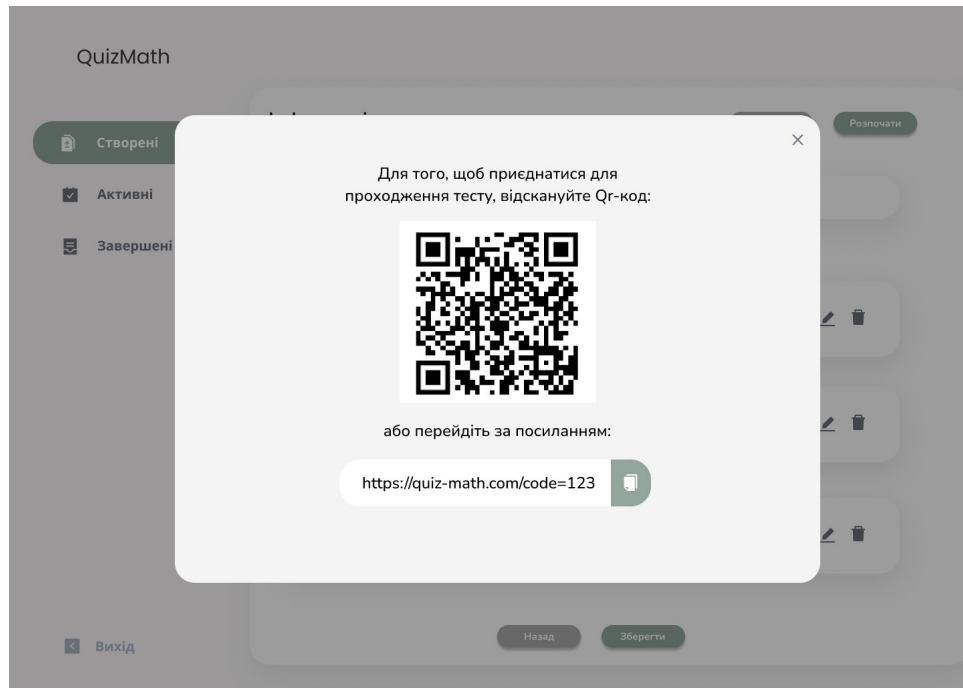 QuizMath
Розпочати
Створені
Для того, щоб приєднатися для
проходження тесту, відскануйте Qr-код:
Активні
Завершені
або перейдіть за посиланням:
https://quiz-math.com/code=123
Назад
Зберегти
Вихід